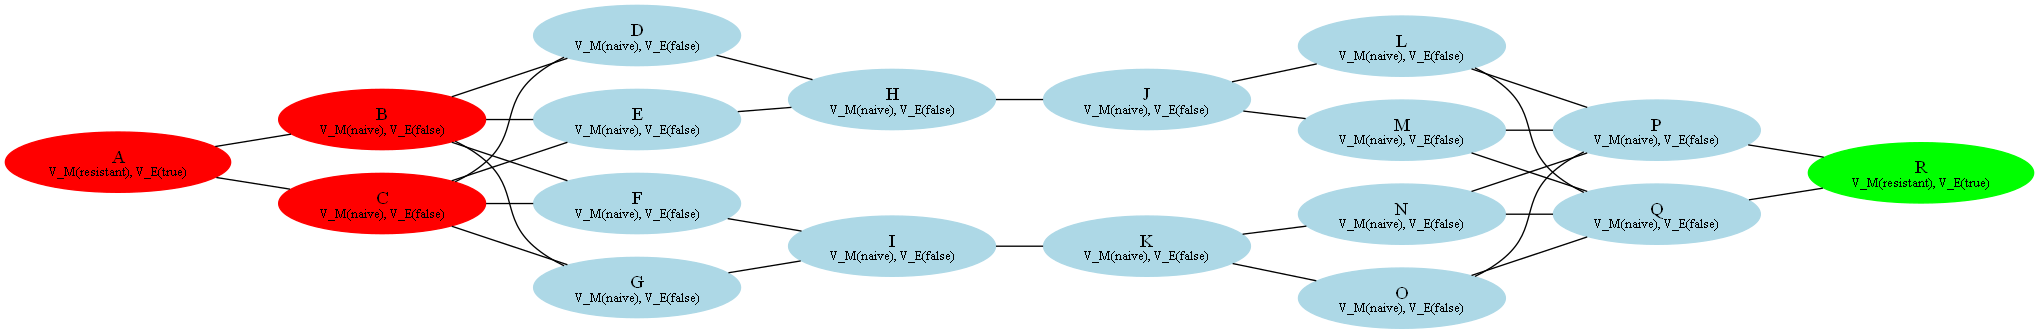 A
V_M(resistant), V_E(true)
B
V_M(naive), V_E(false)
C
V_M(naive), V_E(false)
D
V_M(naive), V_E(false)
E
V_M(naive), V_E(false)
F
V_M(naive), V_E(false)
G
V_M(naive), V_E(false)
H
V_M(naive), V_E(false)
I
V_M(naive), V_E(false)
J
V_M(naive), V_E(false)
K
V_M(naive), V_E(false)
L
V_M(naive), V_E(false)
M
V_M(naive), V_E(false)
N
V_M(naive), V_E(false)
O
V_M(naive), V_E(false)
P
V_M(naive), V_E(false)
Q
V_M(naive), V_E(false)
R
V_M(resistant), V_E(true)